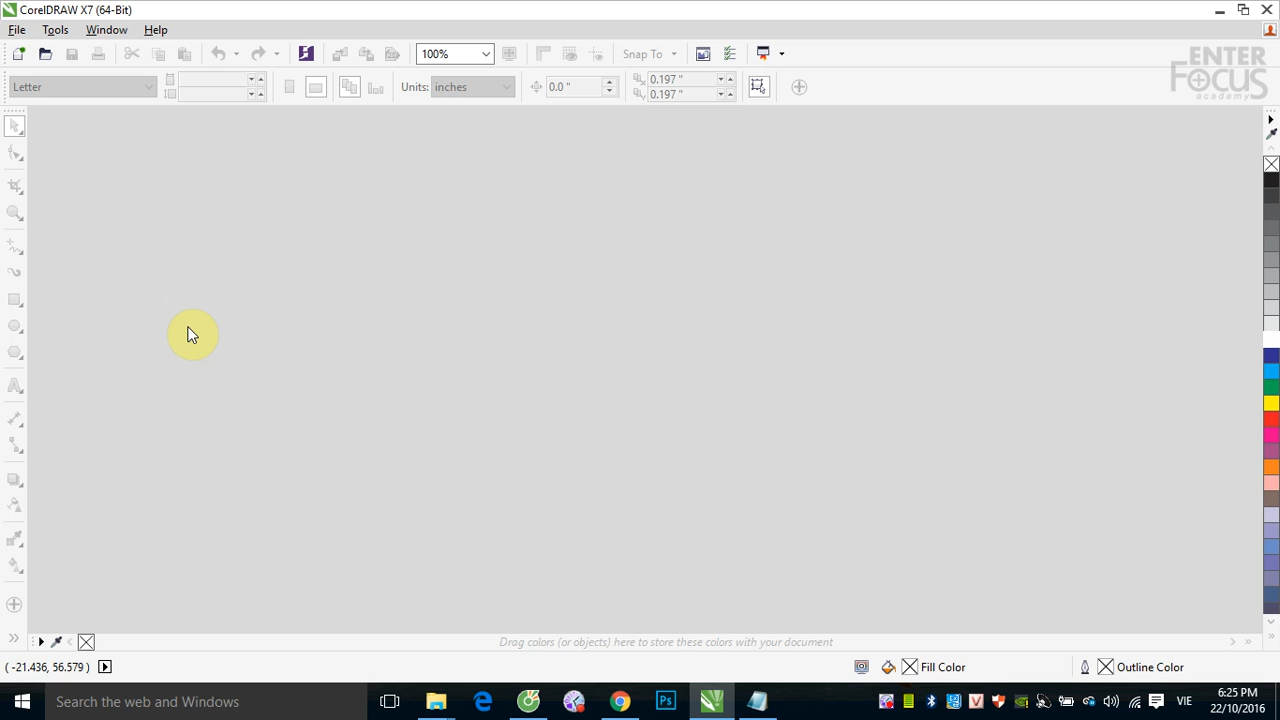 CorelDRAW X7 (64-Bit)
File Tools Window Help
100% Snap To
ENTER
FOCUS
academy
Letter Units: inches 0.0 " 0.197 "
0.197 "
Drag colors (or objects) here to store these colors with your document
( -21.436, 56.579 ) Fill Color Outline Color
Search the web and Windows Ps VIE 6:25 PM
22/10/2016